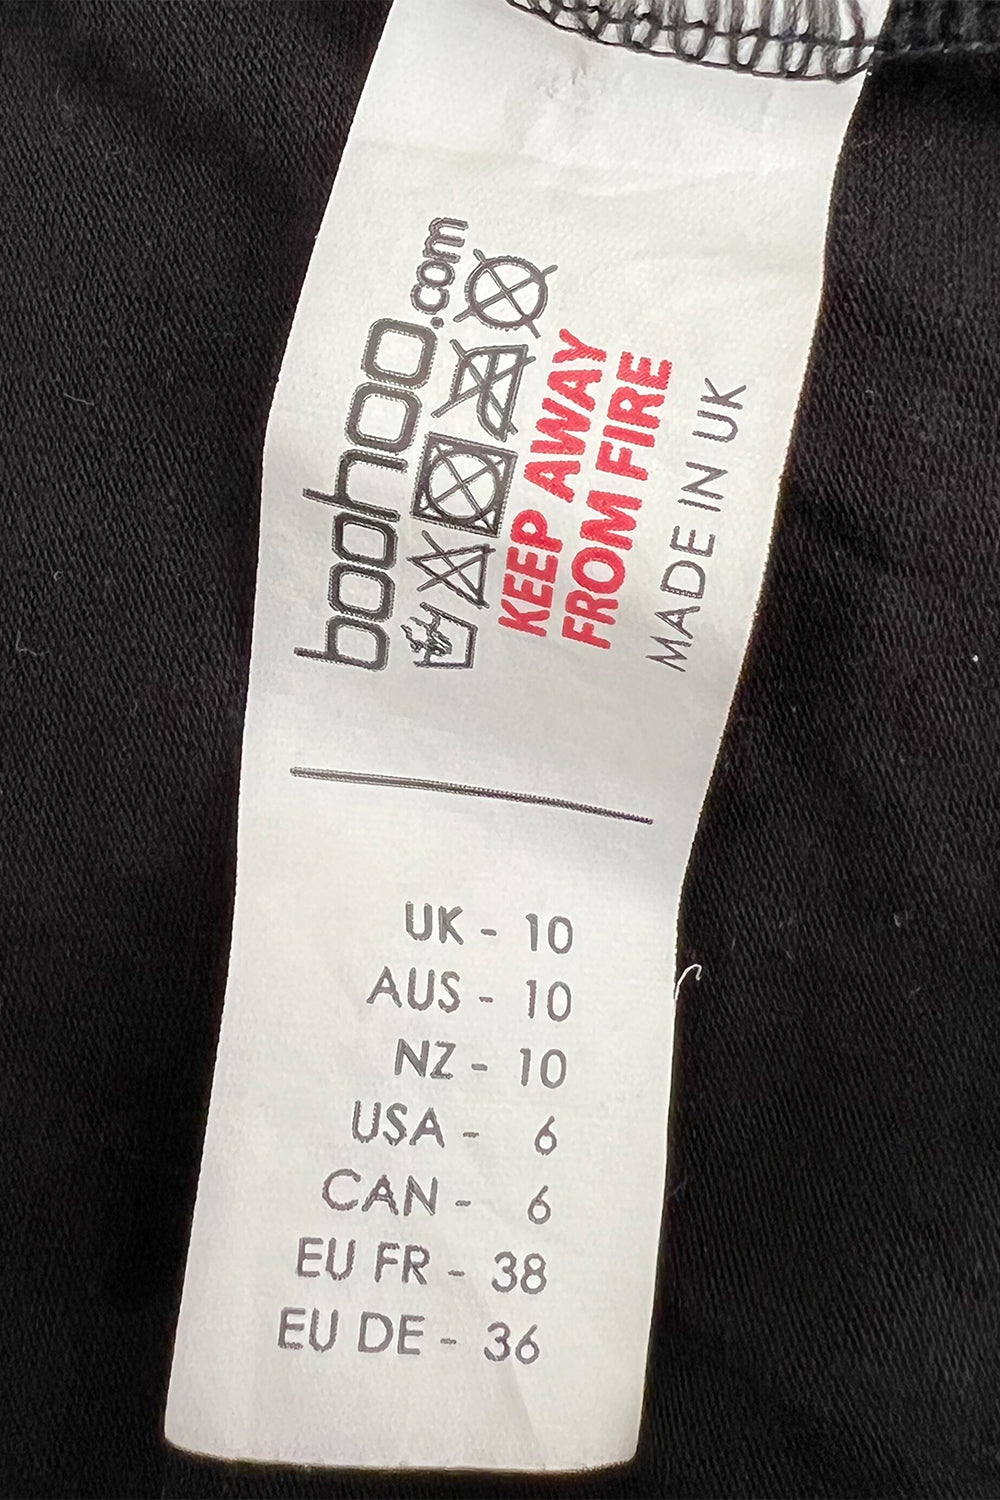 boohoo.com
KEEP AWAY
FROM FIRE
MADE IN UK
UK - 10
AUS - 10
NZ - 10
USA - 6
CAN - 6
EU FR - 38
EU DE - 36